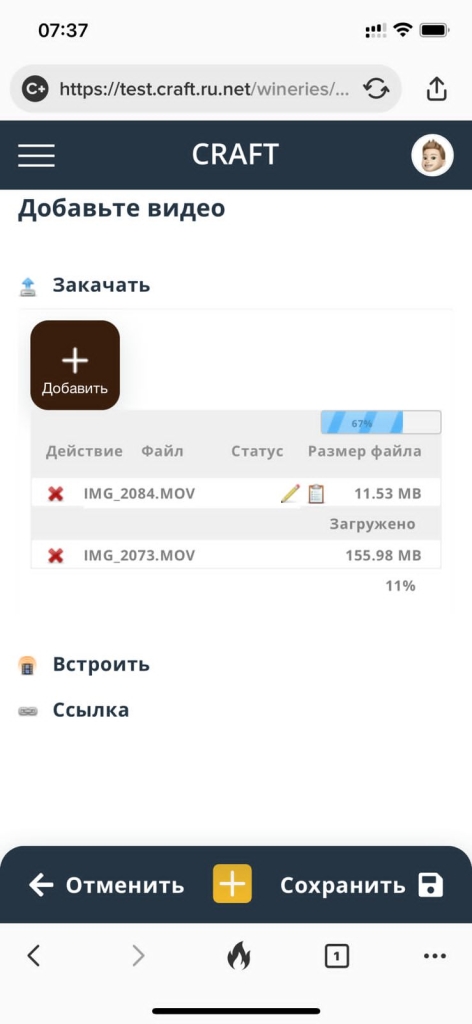 07:37
C+ https://test.craft.ru.net/wineries/...
CRAFT
Добавьте видео
Закачать
Добавить
67%
Действие Файл Статус Размер файла
IMG_2084.MOV 11.53 MB
Загружено
IMG_2073.MOV 155.98 MB
11%
Встроить
Ссылка
Отменить Сохранить
1